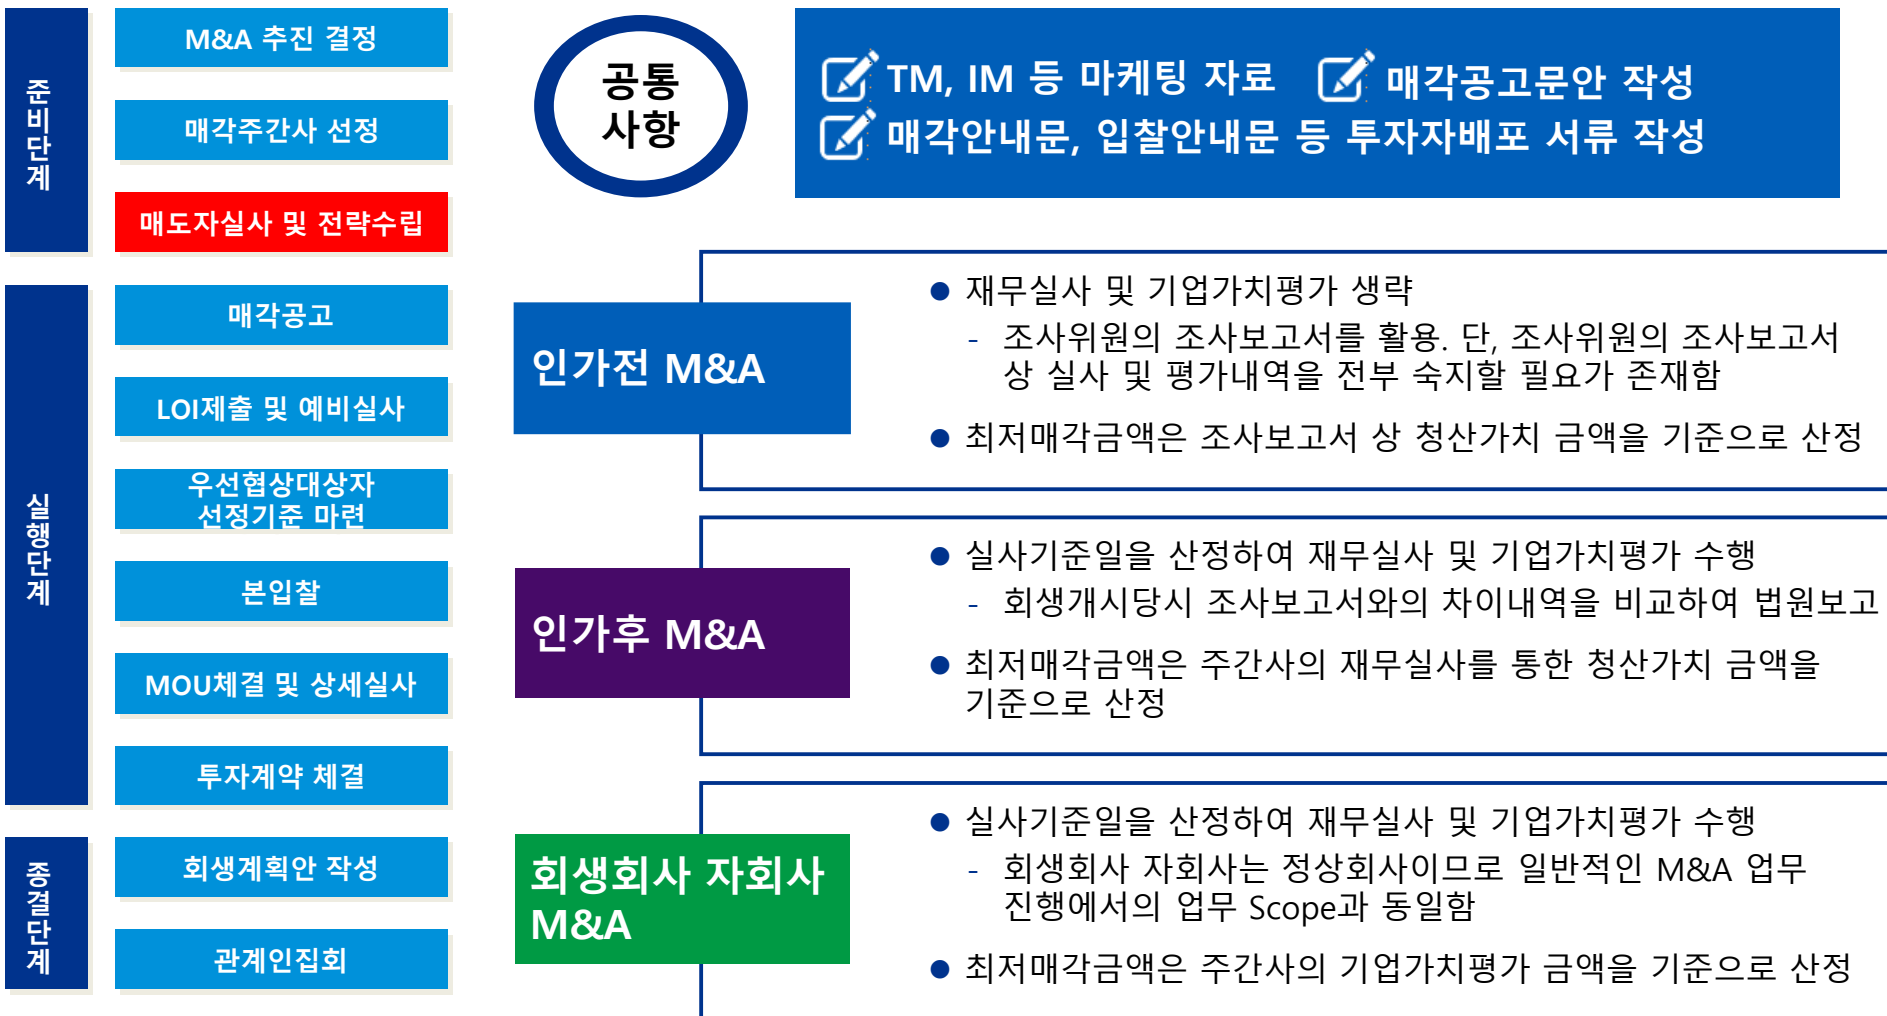 준비단계
M&A 추진 결정
매각주간사 선정
매도자실사 및 전략수립
실행단계
매각공고
LOI제출 및 예비실사
우선협상대상자
선정기준 마련
본입찰
MOU체결 및 상세실사
투자계약 체결
종결단계
회생계획안 작성
관계인집회
공통
사항
TM, IM 등 마케팅 자료
매각공고문안 작성
매각안내문, 입찰안내문 등 투자자배포 서류 작성
인가전 M&A
● 재무실사 및 기업가치평가 생략
- 조사위원의 조사보고서를 활용. 단, 조사위원의 조사보고서
상 실사 및 평가내역을 전부 숙지할 필요가 존재함
● 최저매각금액은 조사보고서 상 청산가치 금액을 기준으로 산정
인가후 M&A
● 실사기준일을 산정하여 재무실사 및 기업가치평가 수행
- 회생개시당시 조사보고서와의 차이내역을 비교하여 법원보고
● 최저매각금액은 주간사의 재무실사를 통한 청산가치 금액을
기준으로 산정
회생회사 자회사
M&A
● 실사기준일을 산정하여 재무실사 및 기업가치평가 수행
- 회생회사 자회사는 정상회사이므로 일반적인 M&A 업무
진행에서의 업무 Scope과 동일함
● 최저매각금액은 주간사의 기업가치평가 금액을 기준으로 산정